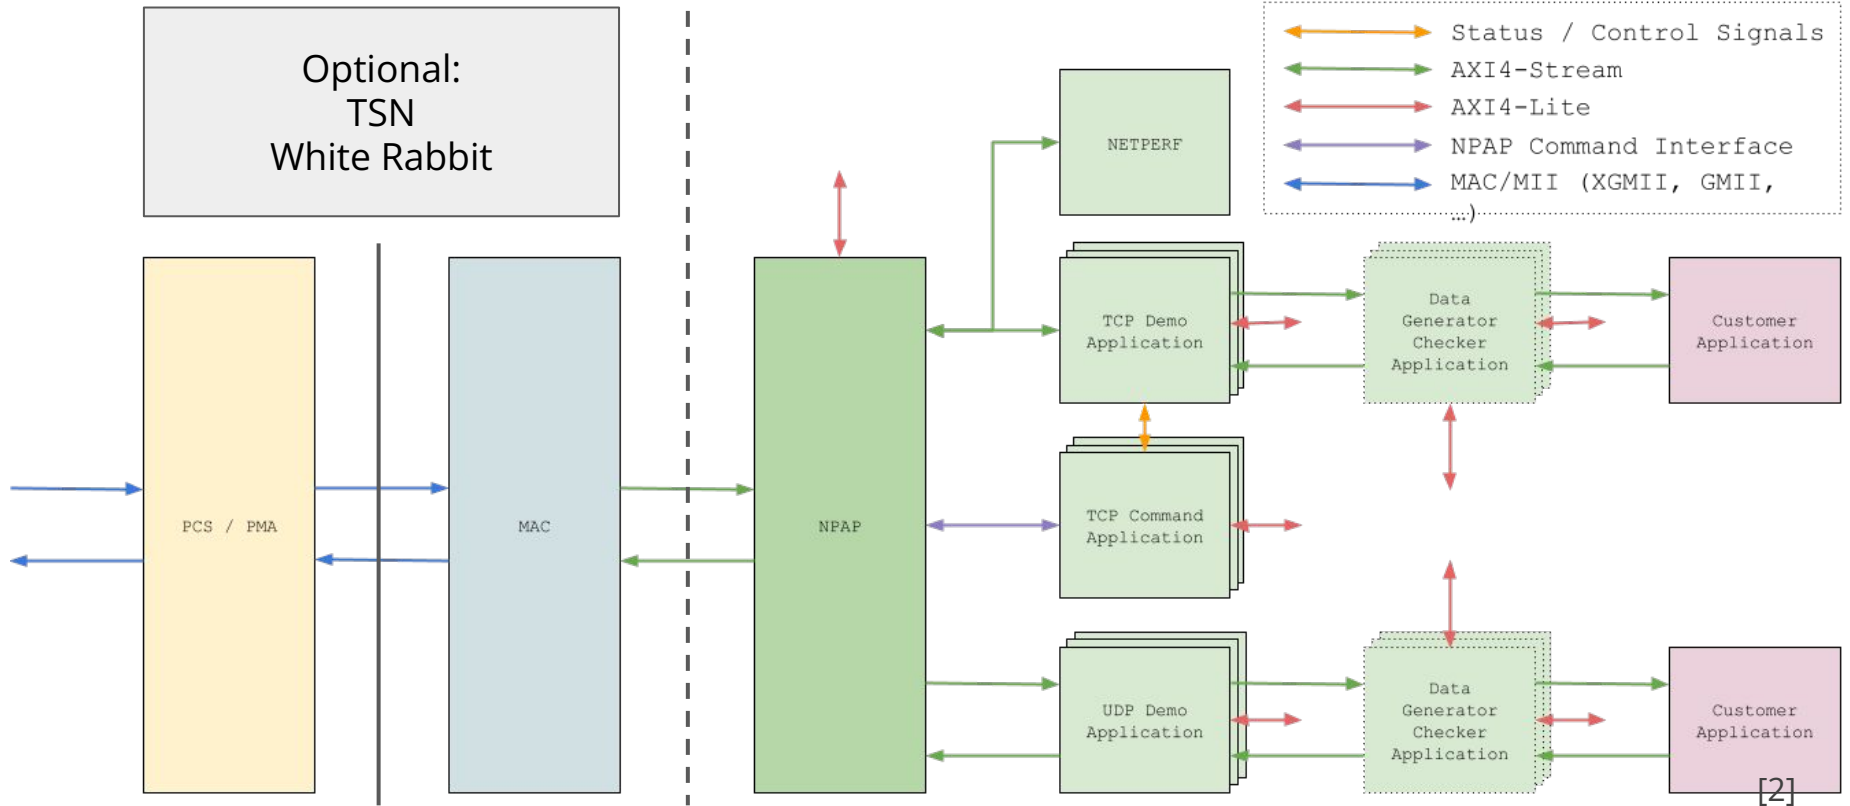 Optional:
TSN
White Rabbit
Status / Control Signals
AXI4-Stream
AXI4-Lite
NPAP Command Interface
MAC/MII (XGMII, GMII,
…)
NETPERF
PCS / PMA
MAC
NPAP
TCP Demo
Application
Data
Generator
Checker
Application
Customer
Application
TCP Command
Application
UDP Demo
Application
Data
Generator
Checker
Application
Customer
Application
[2]